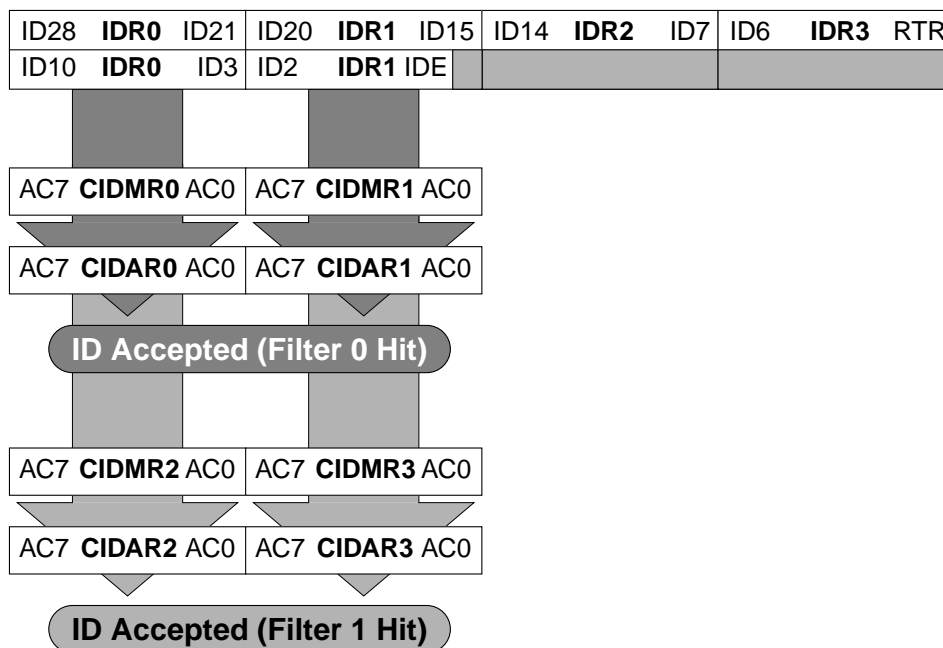 ID28 IDR0 ID21 ID20 IDR1 ID15 ID14 IDR2 ID7 ID6 IDR3 RTR
ID10 IDR0 ID3 ID2 IDR1 IDE
AC7 CIDMR0 AC0 AC7 CIDMR1 AC0
AC7 CIDAR0 AC0 AC7 CIDAR1 AC0
ID Accepted (Filter 0 Hit)
AC7 CIDMR2 AC0 AC7 CIDMR3 AC0
AC7 CIDAR2 AC0 AC7 CIDAR3 AC0
ID Accepted (Filter 1 Hit)